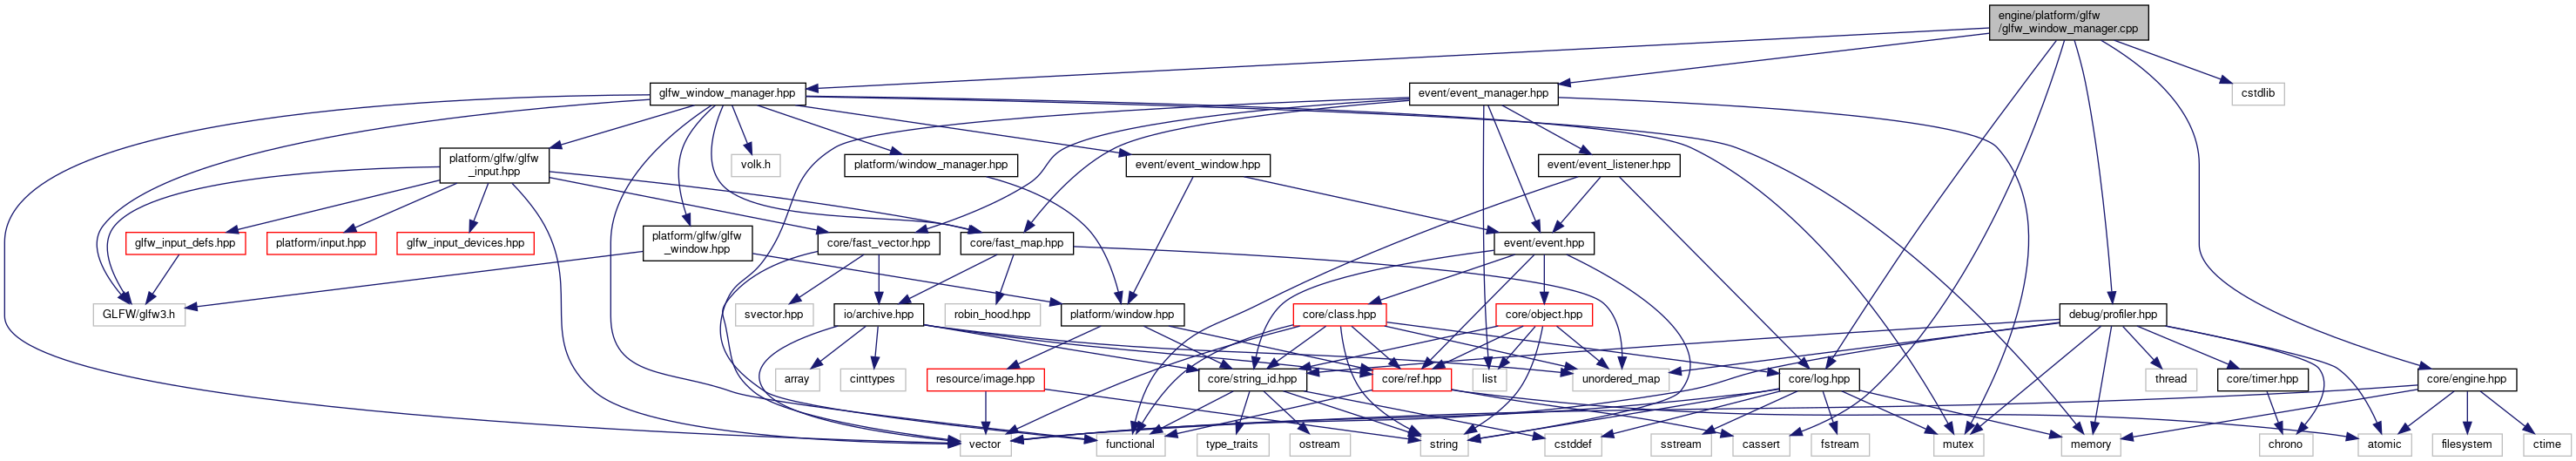 engine/platform/glfw
/glfw_window_manager.cpp
glfw_window_manager.hpp
event/event_manager.hpp
cstdlib
platform/glfw/glfw
_input.hpp
volk.h
platform/window_manager.hpp
event/event_window.hpp
event/event_listener.hpp
glfw_input_defs.hpp
platform/input.hpp
glfw_input_devices.hpp
platform/glfw/glfw
_window.hpp
core/fast_vector.hpp
core/fast_map.hpp
event/event.hpp
GLFW/glfw3.h
svector.hpp
io/archive.hpp
robin_hood.hpp
platform/window.hpp
core/class.hpp
core/object.hpp
debug/profiler.hpp
array
cinttypes
resource/image.hpp
core/string_id.hpp
core/ref.hpp
list
unordered_map
core/log.hpp
thread
core/timer.hpp
core/engine.hpp
vector
functional
type_traits
ostream
string
cstddef
sstream
cassert
fstream
mutex
memory
chrono
atomic
filesystem
ctime